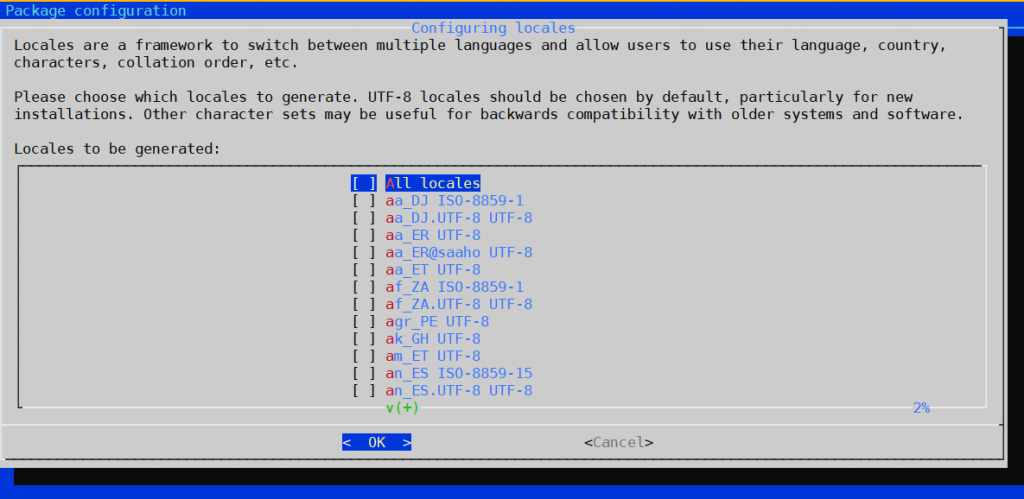 Package configuration
Configuring locales
Locales are a framework to switch between multiple languages and allow users to use their language, country,
characters, collation order, etc.
Please choose which locales to generate. UTF-8 locales should be chosen by default, particularly for new
installations. Other character sets may be useful for backwards compatibility with older systems and software.
Locales to be generated:
[ ] All locales
[ ] aa_DJ ISO-8859-1
[ ] aa_DJ.UTF-8 UTF-8
[ ] aa_ER UTF-8
[ ] aa_ER@saaho UTF-8
[ ] aa_ET UTF-8
[ ] af_ZA ISO-8859-1
[ ] af_ZA.UTF-8 UTF-8
[ ] agr_PE UTF-8
[ ] ak_GH UTF-8
[ ] am_ET UTF-8
[ ] an_ES ISO-8859-15
[ ] an_ES.UTF-8 UTF-8
v(+) 2%
< OK > <Cancel>